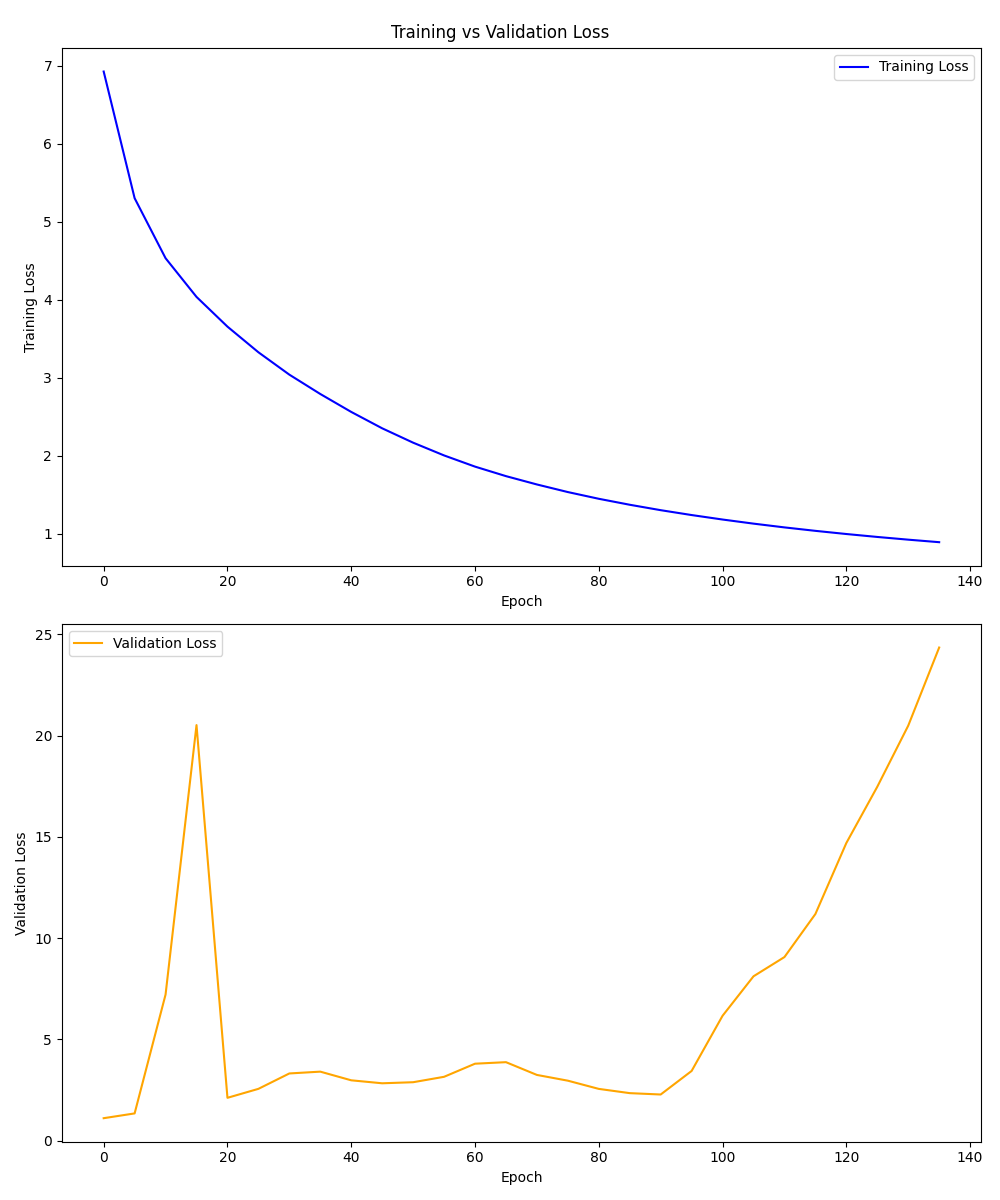 Training vs Validation Loss
7
6
5
4
3
2
1
Training Loss
Training Loss
0 20 40 60 80 100 120 140
Epoch
25
20
15
10
5
0
Validation Loss
Validation Loss
0 20 40 60 80 100 120 140
Epoch